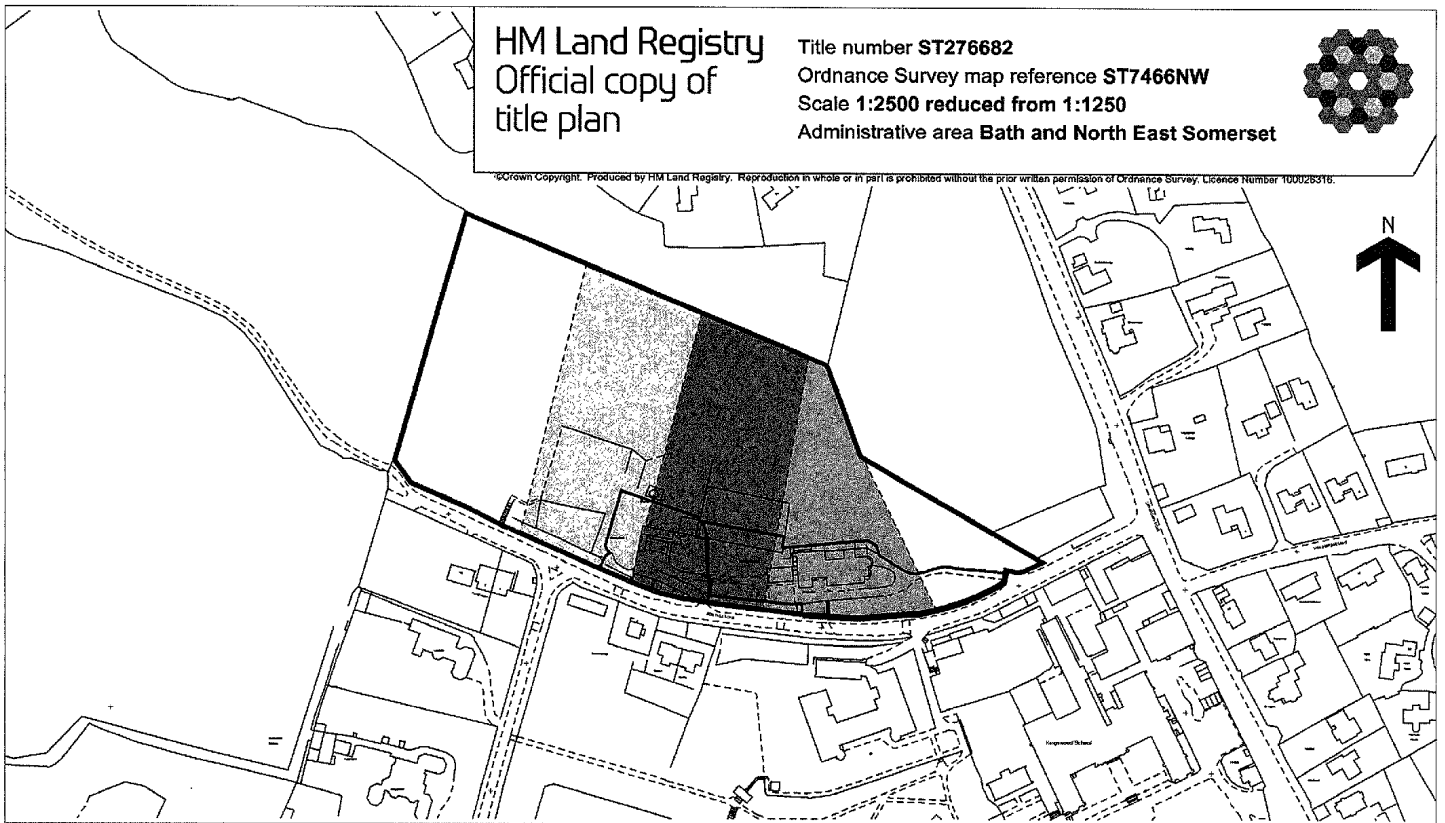 HM Land Registry
Official copy of
title plan
Title number ST276682
Ordnance Survey map reference ST7466NW
Scale 1:2500 reduced from 1:1250
Administrative area Bath and North East Somerset
©Crown Copyright. Produced by HM Land Registry. Reproduction in whole or in part is prohibited without the prior written permission of Ordnance Survey. Licence Number 100026316.
N
Kingswood School